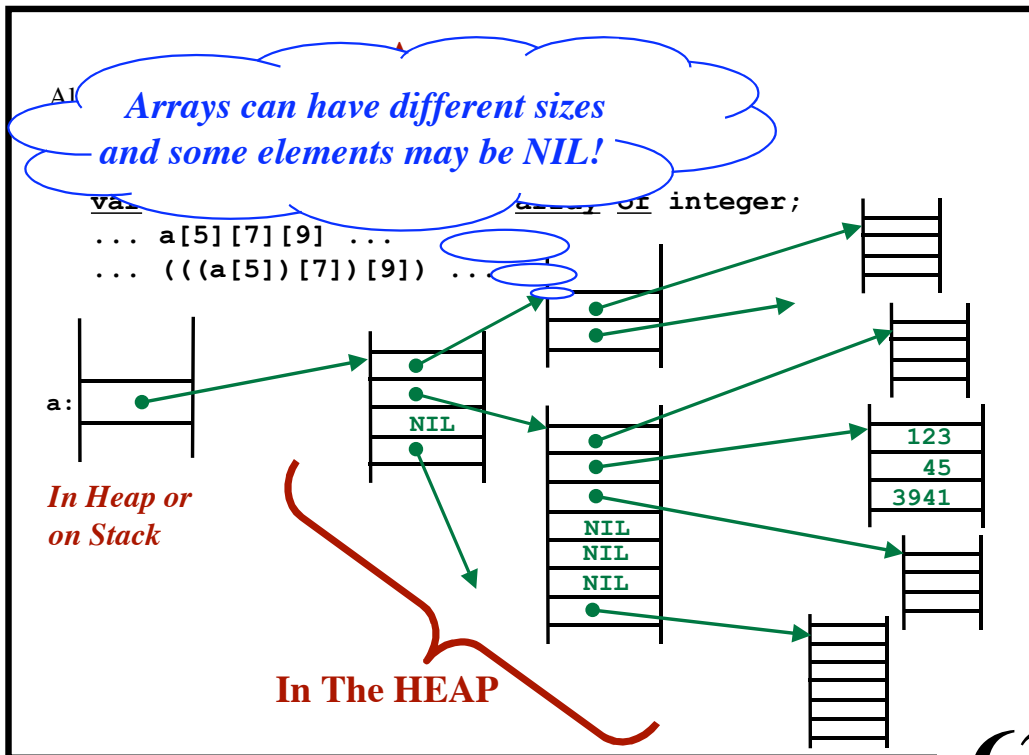 Al
Arrays can have different sizes
and some elements may be NIL!
var array of integer;
... a[5][7][9] ...
... (((a[5])[7])[9]) ...
a:
NIL
123
45
3941
NIL
NIL
NIL
In Heap or
on Stack
In The HEAP